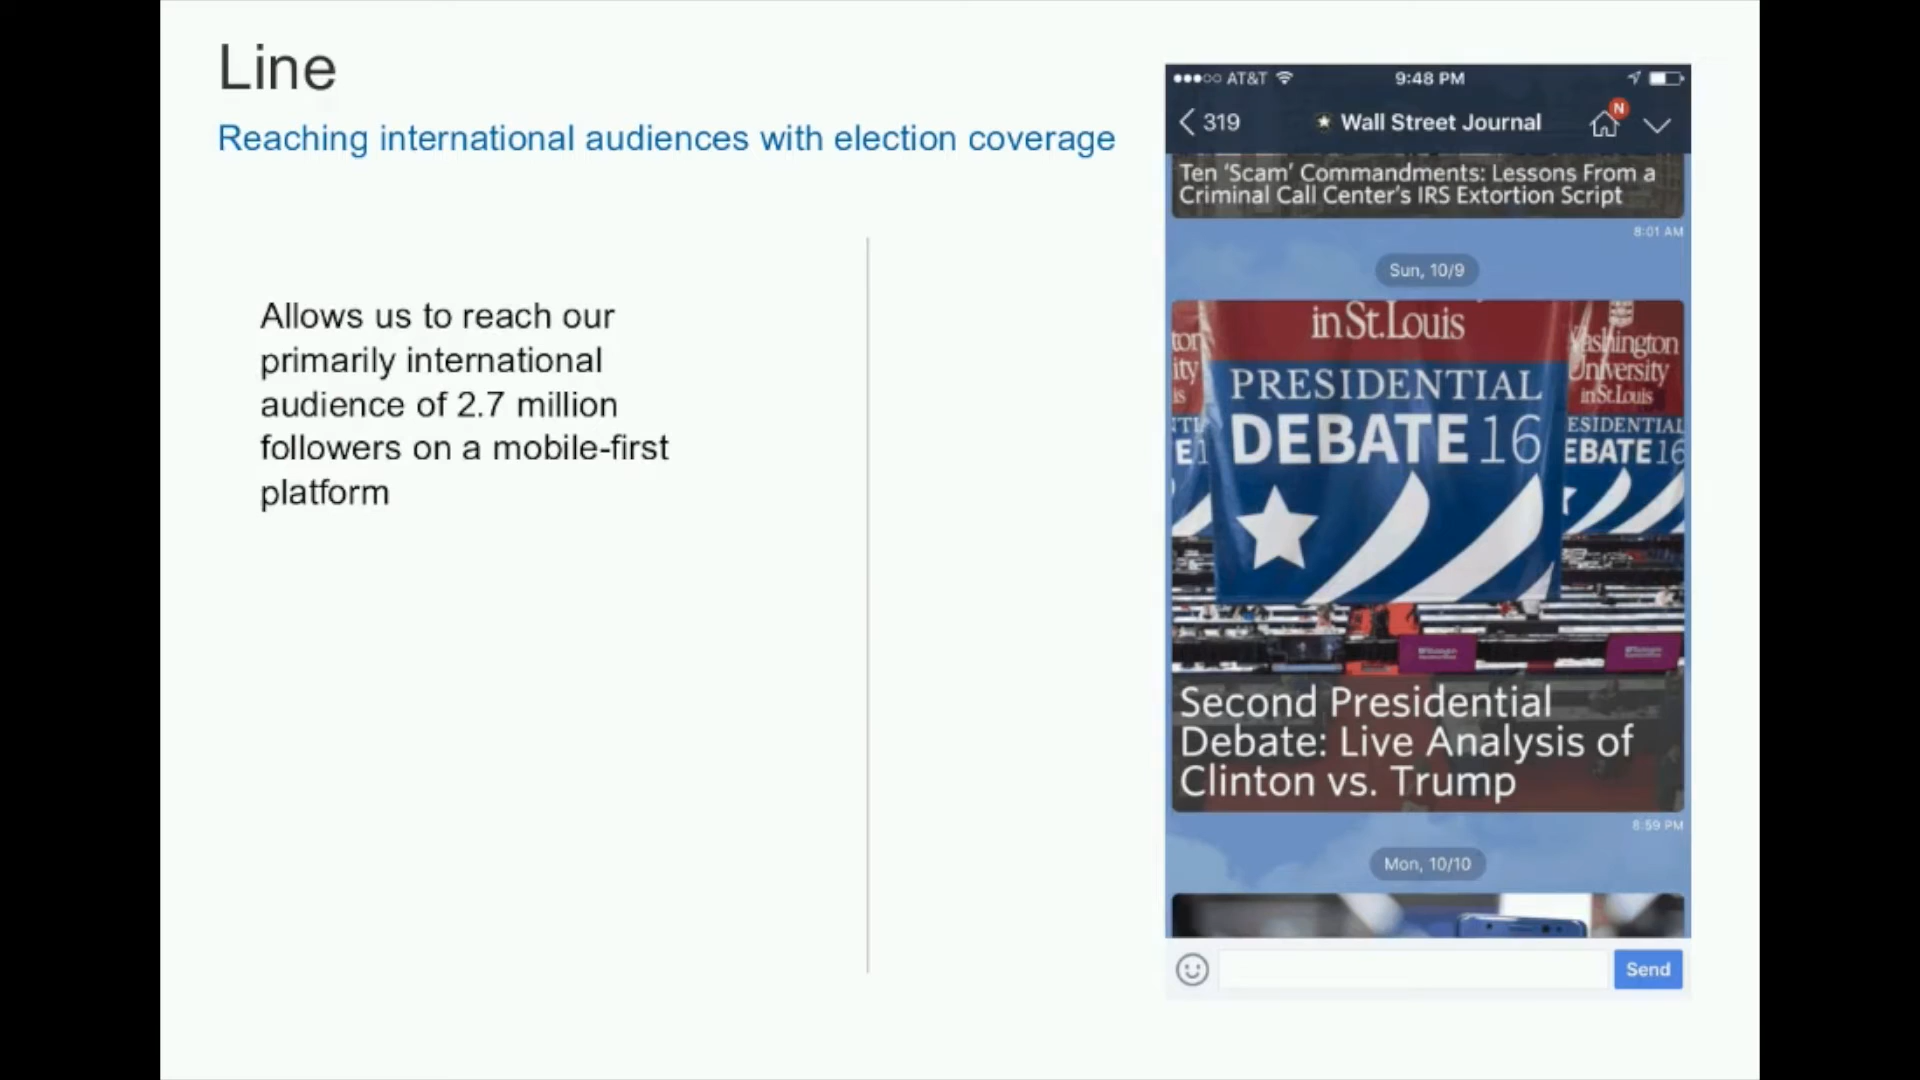 Line
Reaching international audiences with election coverage
Allows us to reach our
primarily international
audience of 2.7 million
followers on a mobile-first
platform
AT&T 9:48 PM
319 Wall Street Journal N
Ten ‘Scam’ Commandments: Lessons From a
Criminal Call Center’s IRS Extortion Script
8:01 AM
Sun, 10/9
in St. Louis
PRESIDENTIAL
DEBATE 16
ton
ity
is
E1
Washington
University
in St. Louis
ESIDENTIAL
EBATE 16
Second Presidential
Debate: Live Analysis of
Clinton vs. Trump
8:59 PM
Mon, 10/10
Send